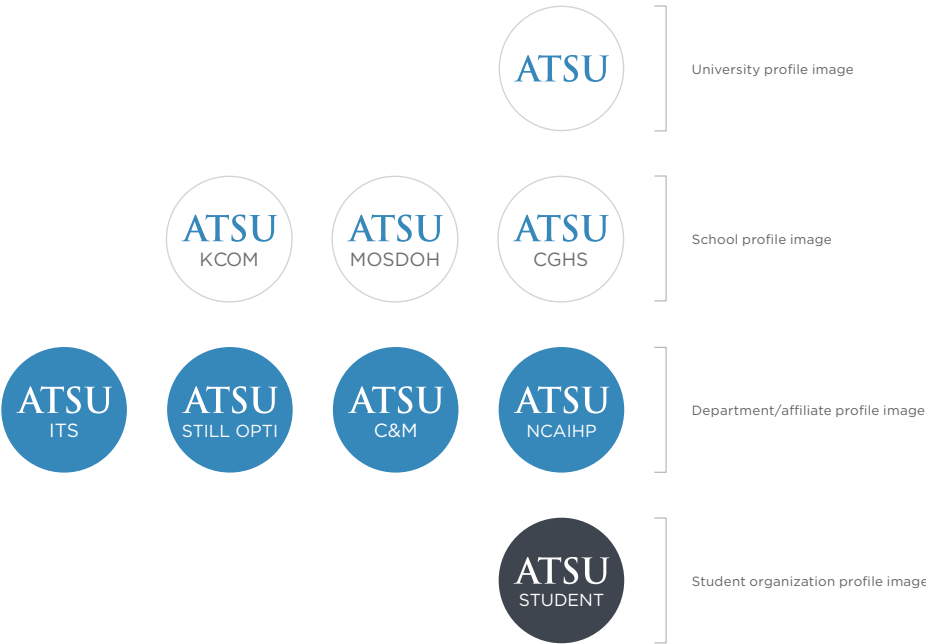 ATSU
University profile image
ATSU
KCOM
ATSU
MOSDOH
ATSU
CGHS
School profile image
ATSU
ITS
ATSU
STILL OPTI
ATSU
C&M
ATSU
NCAIHP
Department/affiliate profile image
ATSU
STUDENT
Student organization profile image